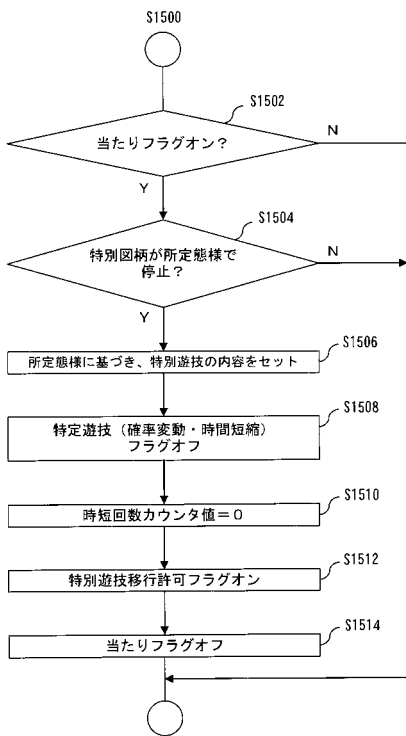 S1500
S1502
当たりフラグオン?
N
Y
S1504
特別図柄が所定態様で
停止?
N
Y
S1506
所定態様に基づき、特別遊技の内容をセット
S1508
特定遊技(確率変動・時間短縮)
フラグオフ
S1510
時短回数カウンタ値=0
S1512
特別遊技移行許可フラグオン
S1514
当たりフラグオフ